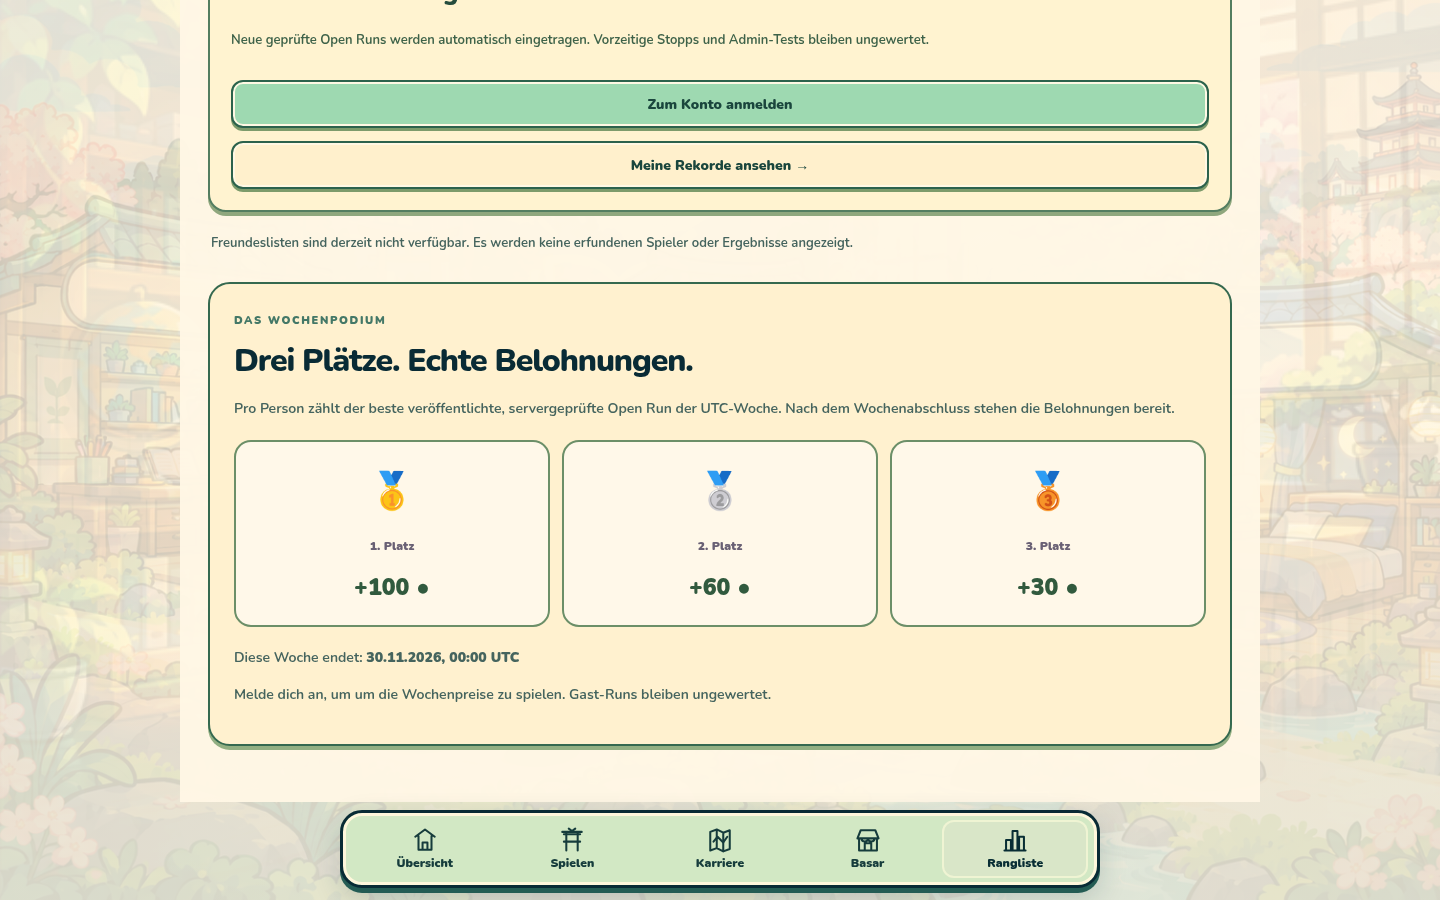 Neue geprüfte Open Runs werden automatisch eingetragen. Vorzeitige Stopps und Admin-Tests bleiben ungewertet.
Zum Konto anmelden
Meine Rekorde ansehen →
Freundeslisten sind derzeit nicht verfügbar. Es werden keine erfundenen Spieler oder Ergebnisse angezeigt.
DAS WOCHENPODIUM
Drei Plätze. Echte Belohnungen.
Pro Person zählt der beste veröffentlichte, servergeprüfte Open Run der UTC-Woche. Nach dem Wochenabschluss stehen die Belohnungen bereit.
1
1. Platz
+100 ●
2
2. Platz
+60 ●
3
3. Platz
+30 ●
Diese Woche endet: 30.11.2026, 00:00 UTC
Melde dich an, um um die Wochenpreise zu spielen. Gast-Runs bleiben ungewertet.
Übersicht
Spielen
Karriere
Basar
Rangliste